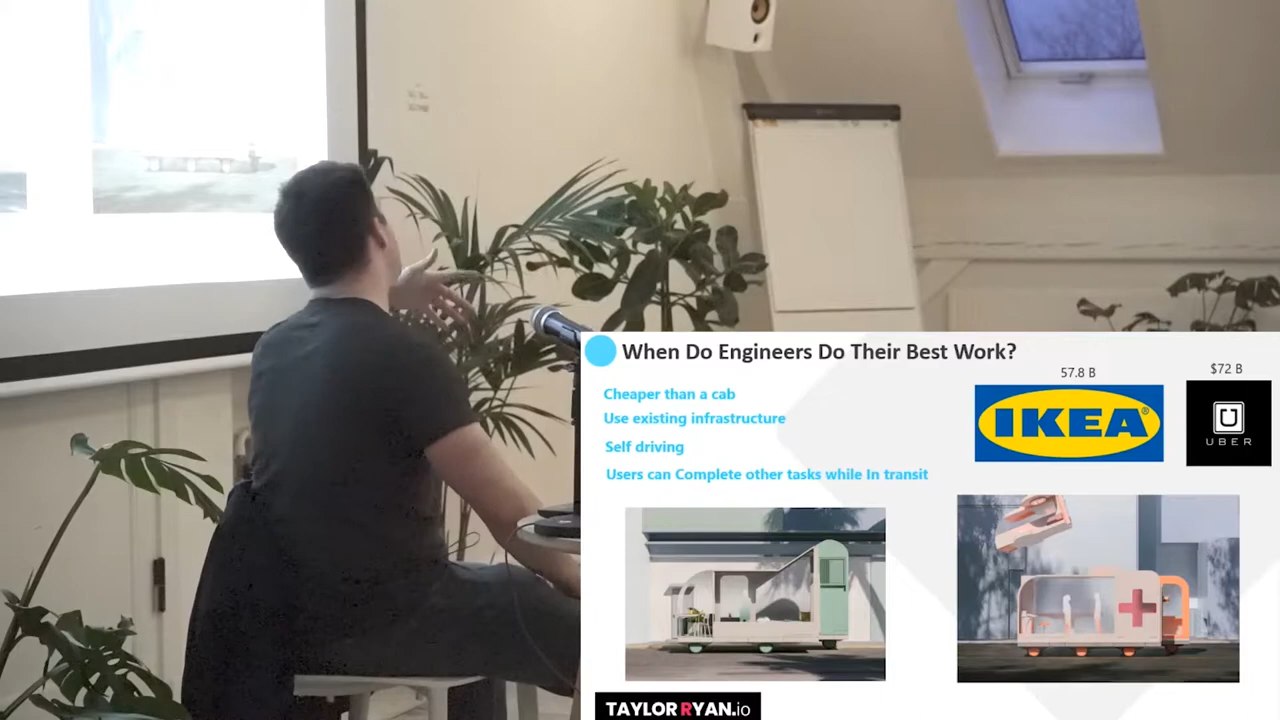 When Do Engineers Do Their Best Work?
Cheaper than a cab
Use existing infrastructure
Self driving
Users can Complete other tasks while In transit
57.8 B
$72 B
IKEA®
U
UBER
TAYLOR RYAN.io